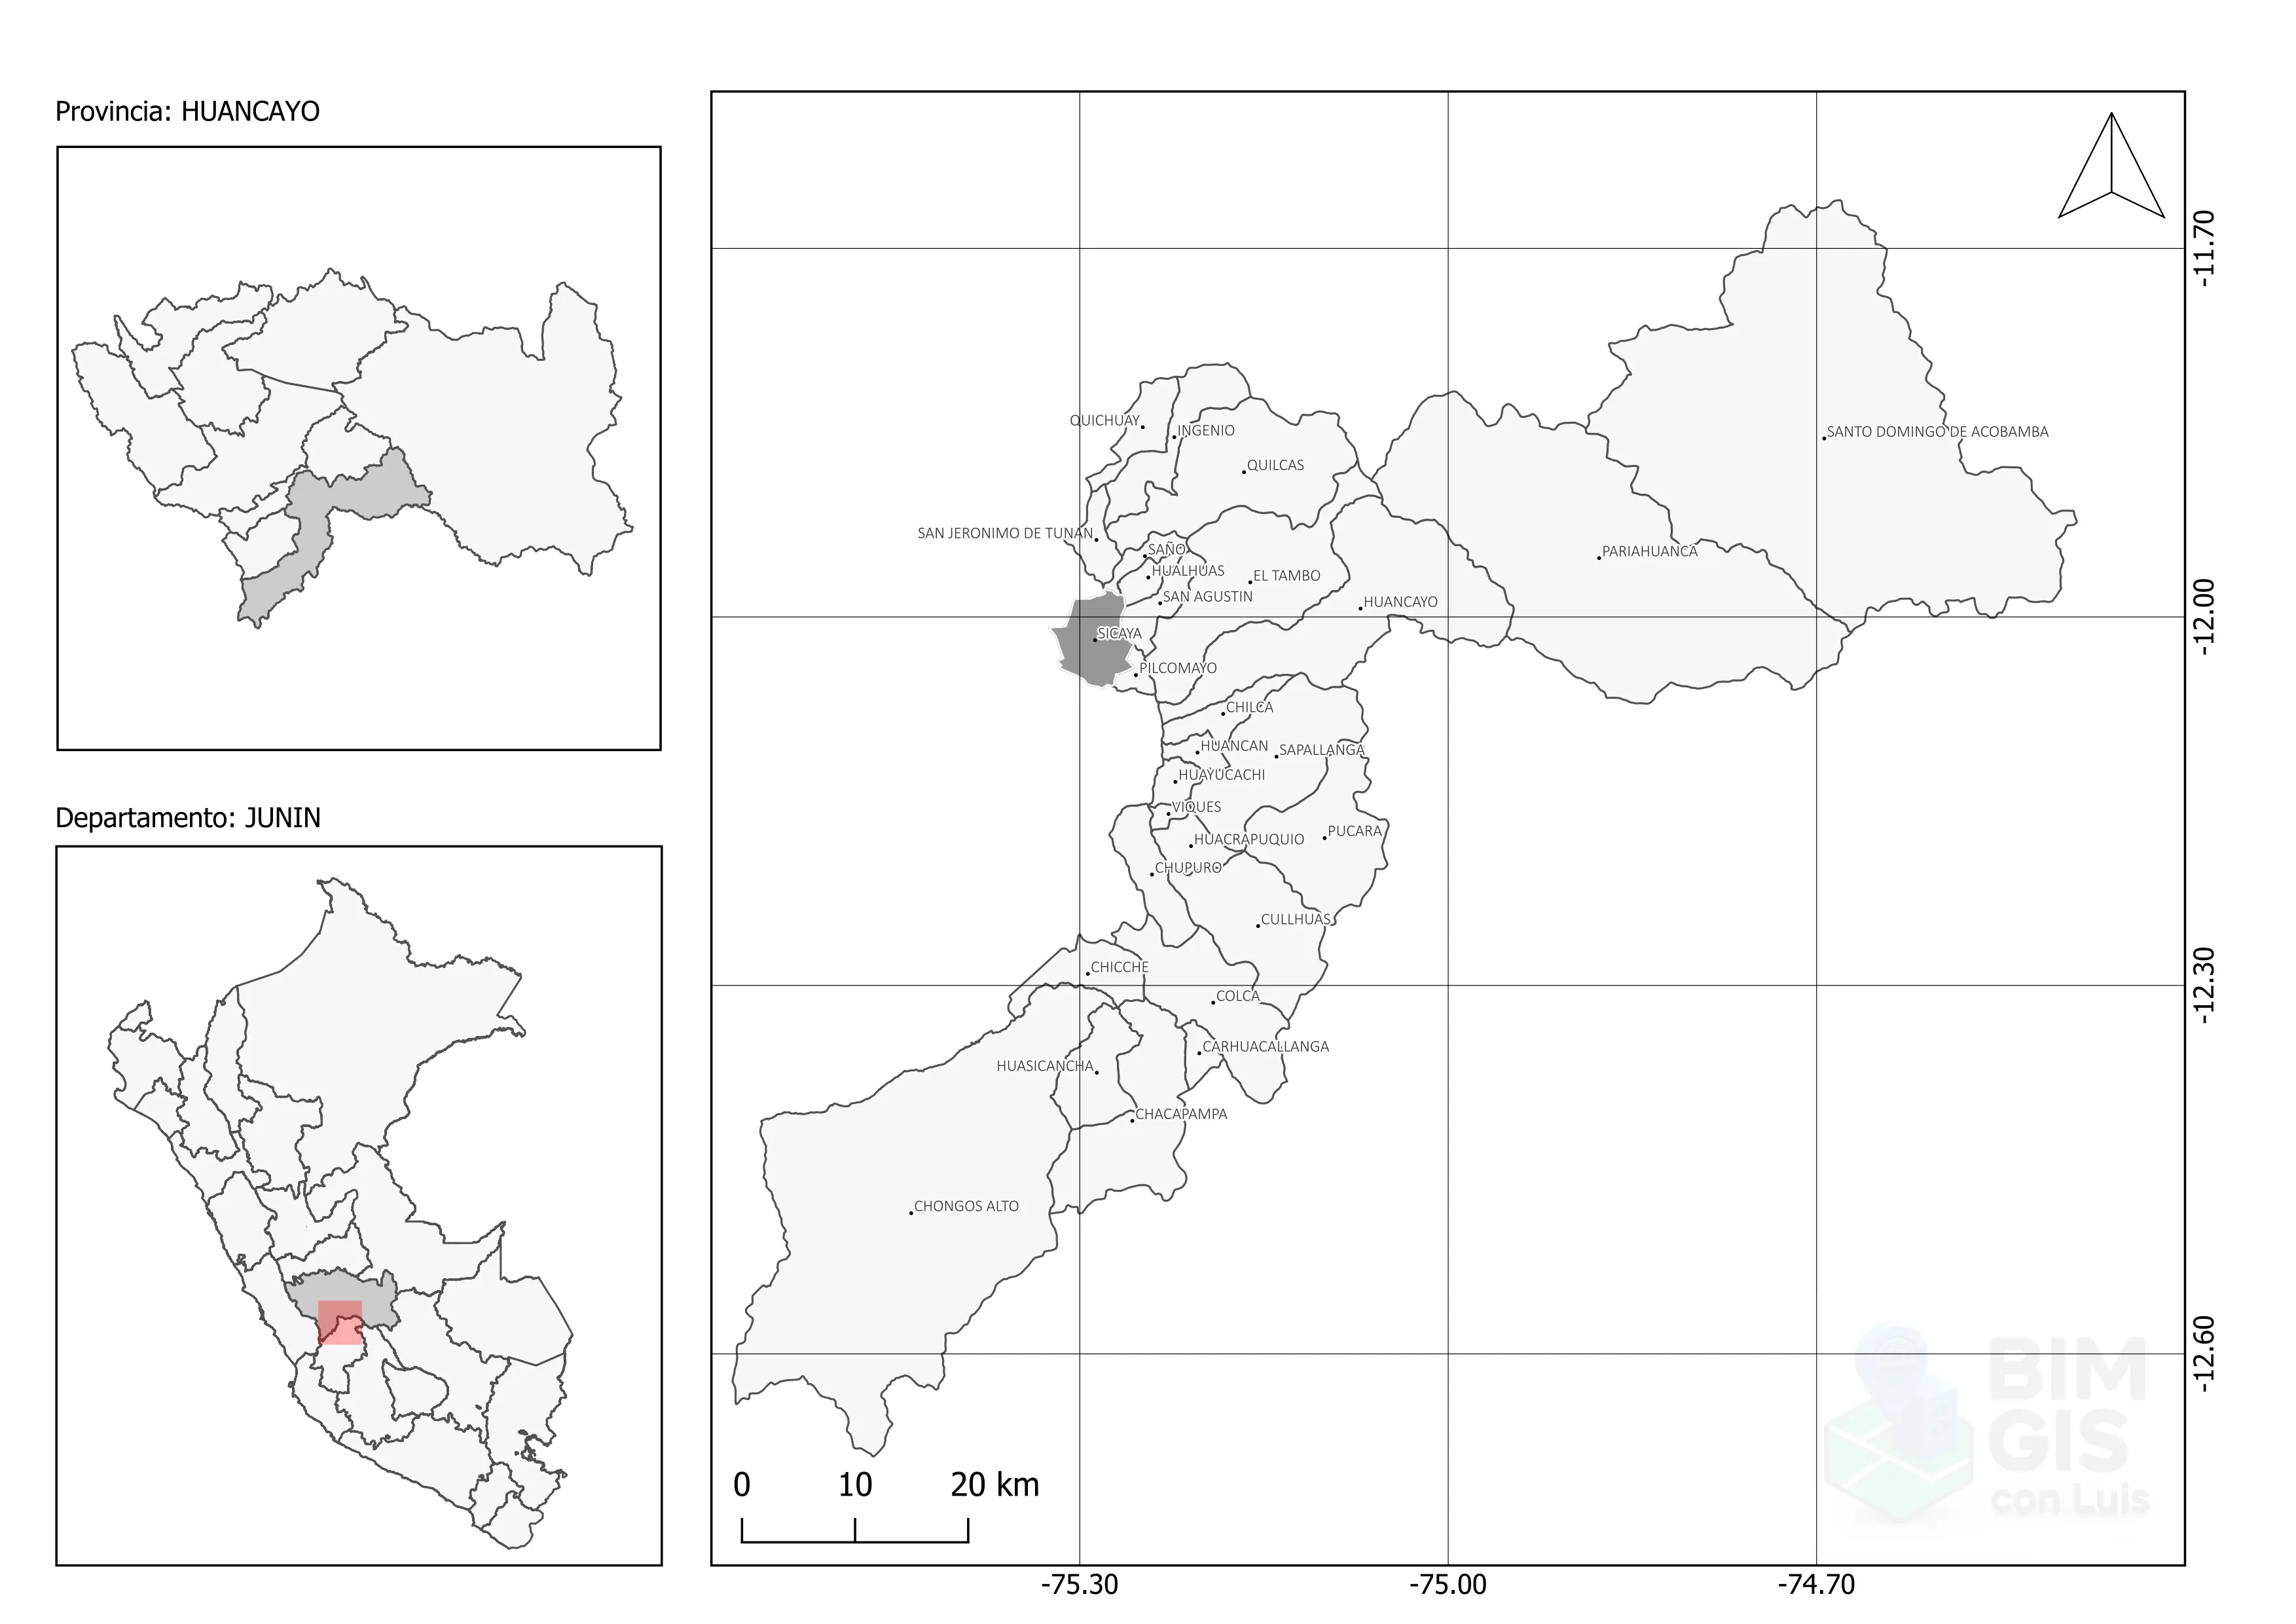 Provincia: HUANCAYO
Departamento: JUNIN
QUICHUAY
INGENIO
SANTO DOMINGO DE ACOBAMBA
QUILCAS
SAN JERONIMO DE TUNAN
SAÑO
PARIAHUANCA
HUALHUAS
EL TAMBO
SAN AGUSTIN
HUANCAYO
SICAYA
PILCOMAYO
CHILCA
HUANCAN
SAPALLANGA
HUAYUCACHI
VIQUES
PUCARA
HUACRAPUQUIO
CHUPURO
CULLHUAS
CHICCHE
COLCA
CARHUACALLANGA
HUASICANCHA
CHACAPAMPA
CHONGOS ALTO
-11.70
-12.00
-12.30
-12.60
0 10 20 km
BIM
GIS
con Luis
-75.30 -75.00 -74.70